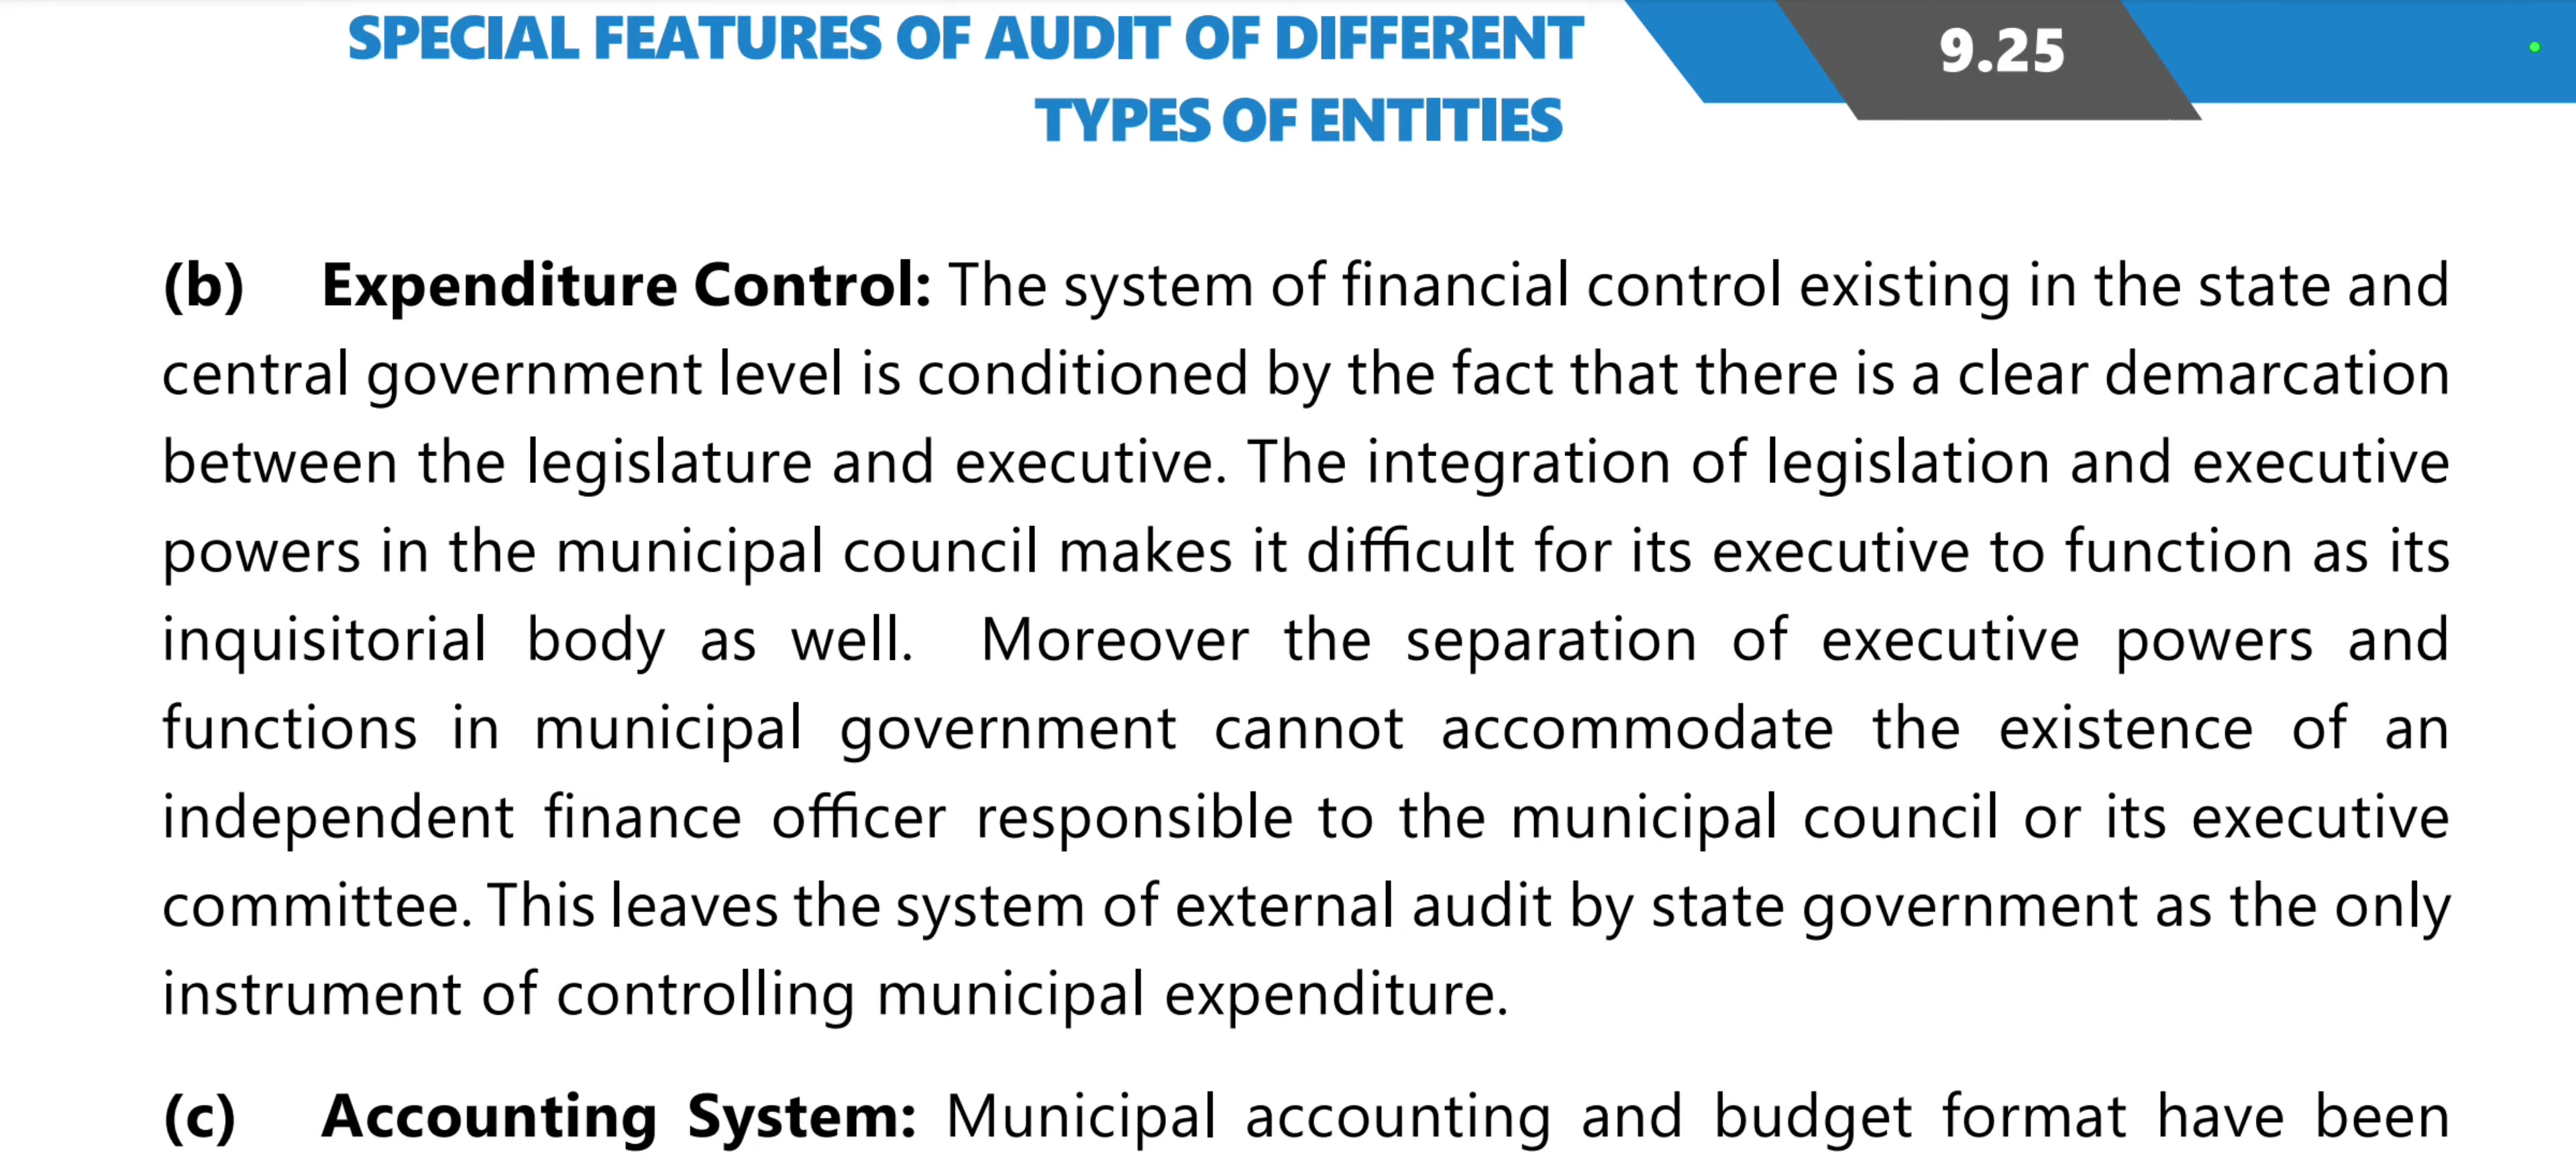 SPECIAL FEATURES OF AUDIT OF DIFFERENT
TYPES OF ENTITIES
9.25
(b) Expenditure Control: The system of financial control existing in the state and
central government level is conditioned by the fact that there is a clear demarcation
between the legislature and executive. The integration of legislation and executive
powers in the municipal council makes it difficult for its executive to function as its
inquisitorial body as well. Moreover the separation of executive powers and
functions in municipal government cannot accommodate the existence of an
independent finance officer responsible to the municipal council or its executive
committee. This leaves the system of external audit by state government as the only
instrument of controlling municipal expenditure.
(c) Accounting System: Municipal accounting and budget format have been